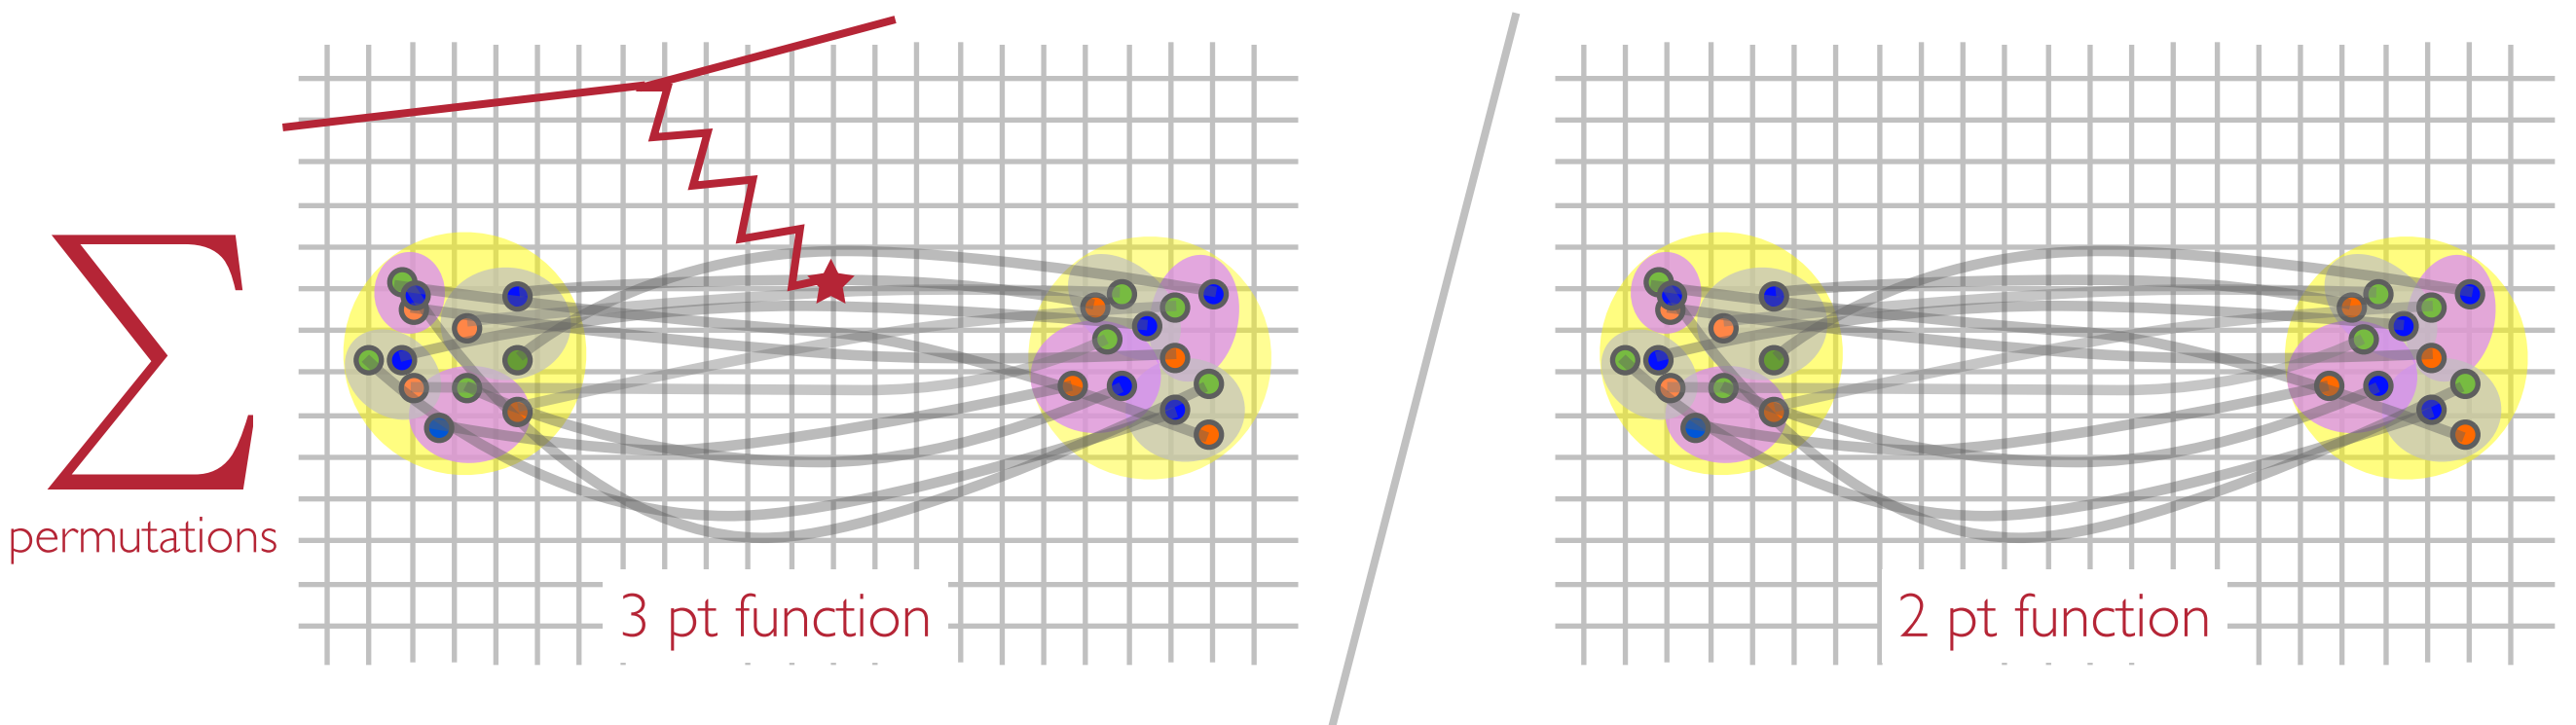 Σ
permutations
3 pt function
2 pt function